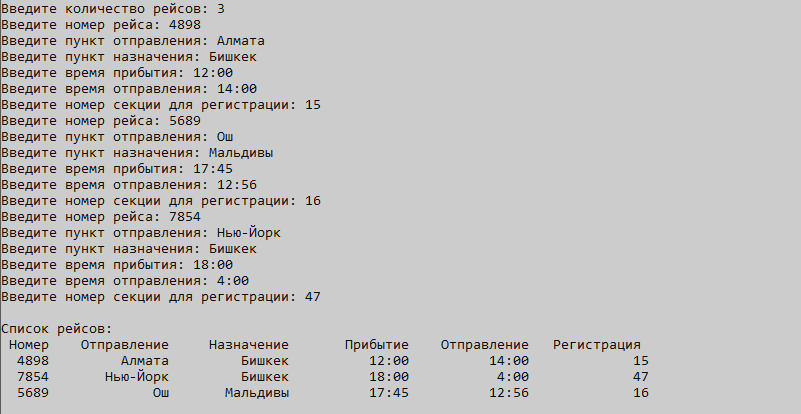 Введите количество рейсов: 3
Введите номер рейса: 4898
Введите пункт отправления: Алмата
Введите пункт назначения: Бишкек
Введите время прибытия: 12:00
Введите время отправления: 14:00
Введите номер секции для регистрации: 15
Введите номер рейса: 5689
Введите пункт отправления: Ош
Введите пункт назначения: Мальдивы
Введите время прибытия: 17:45
Введите время отправления: 12:56
Введите номер секции для регистрации: 16
Введите номер рейса: 7854
Введите пункт отправления: Нью-Йорк
Введите пункт назначения: Бишкек
Введите время прибытия: 18:00
Введите время отправления: 4:00
Введите номер секции для регистрации: 47
Список рейсов:
Номер Отправление Назначение Прибытие Отправление Регистрация
4898 Алмата Бишкек 12:00 14:00 15
7854 Нью-Йорк Бишкек 18:00 4:00 47
5689 Ош Мальдивы 17:45 12:56 16